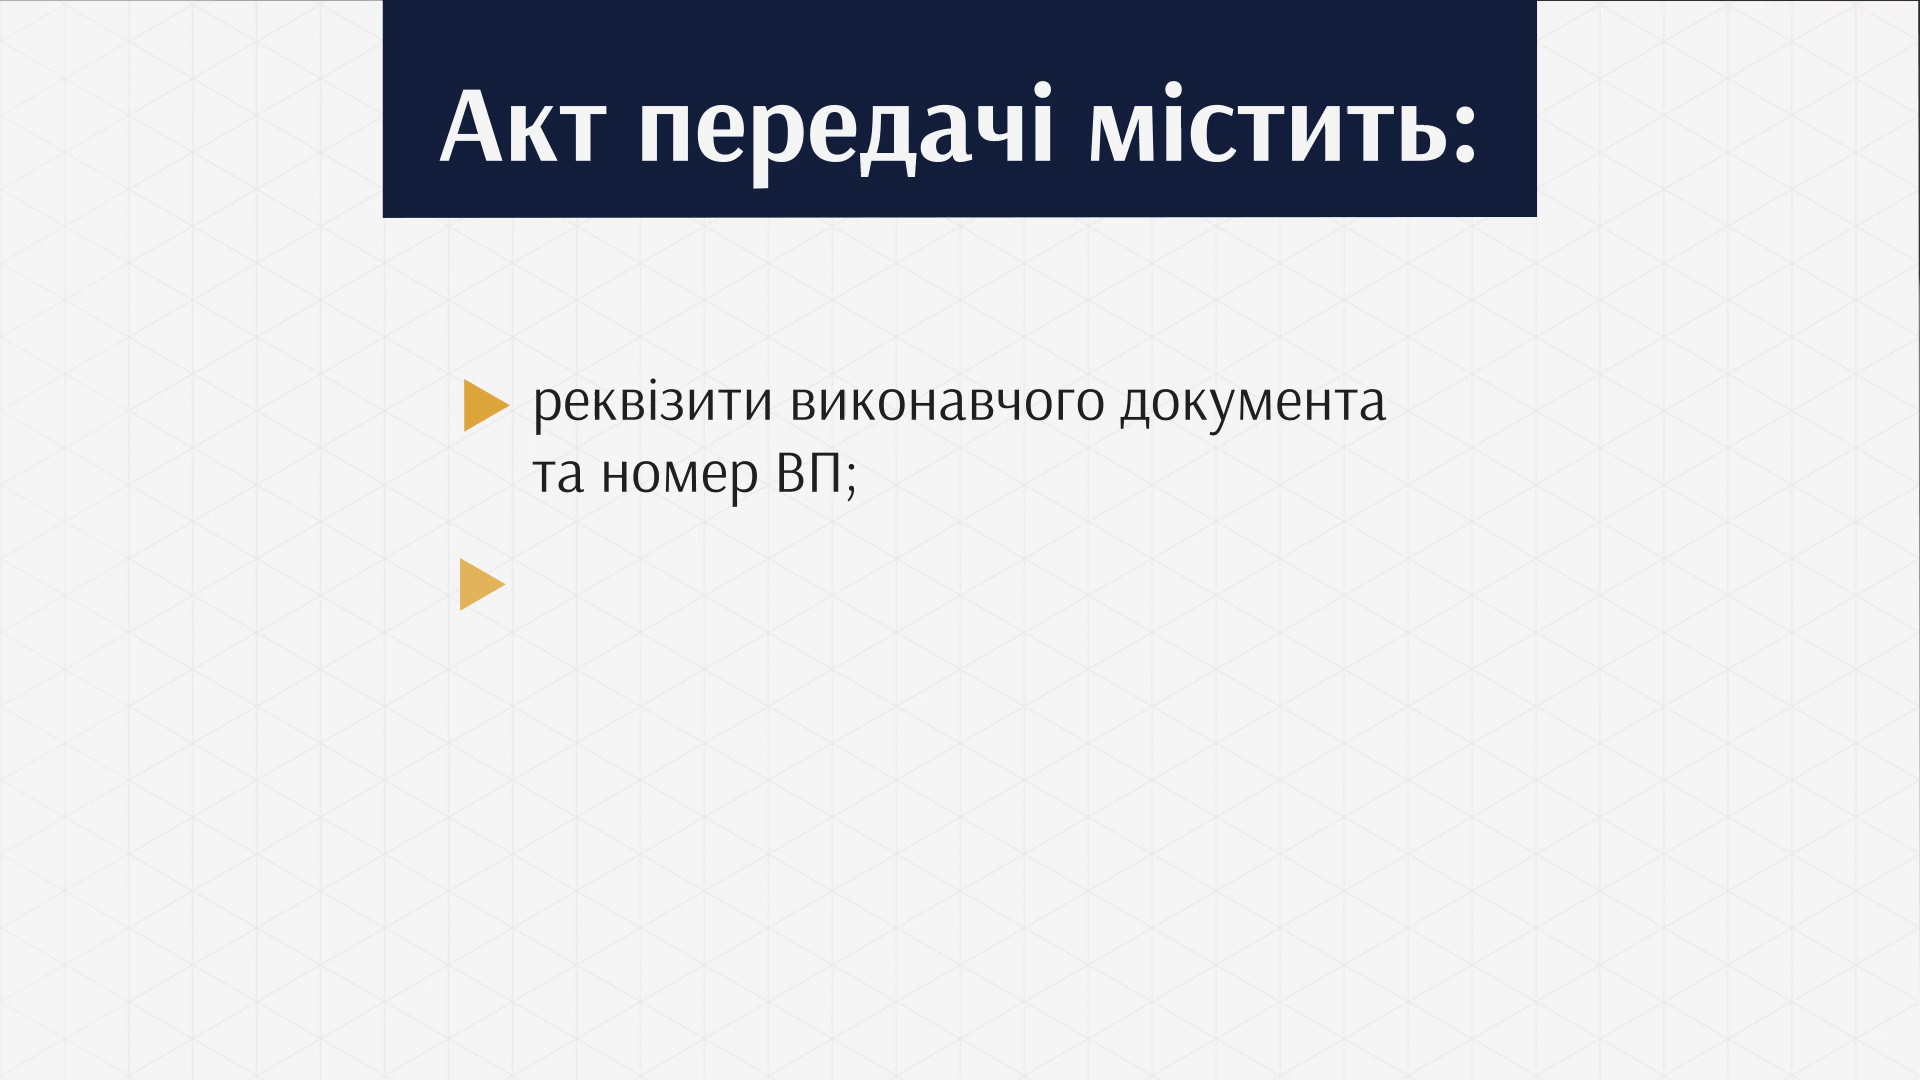 Акт передачі містить:
реквізити виконавчого документа
та номер ВП;